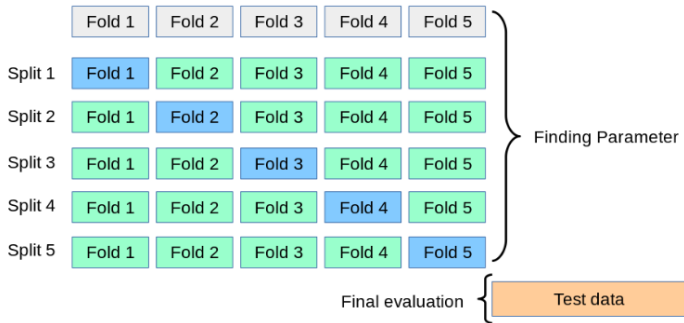 Fold 1 Fold 2 Fold 3 Fold 4 Fold 5
Split 1 Fold 1 Fold 2 Fold 3 Fold 4 Fold 5
Split 2 Fold 1 Fold 2 Fold 3 Fold 4 Fold 5
Finding Parameter
Split 3 Fold 1 Fold 2 Fold 3 Fold 4 Fold 5
Split 4 Fold 1 Fold 2 Fold 3 Fold 4 Fold 5
Split 5 Fold 1 Fold 2 Fold 3 Fold 4 Fold 5
Final evaluation Test data